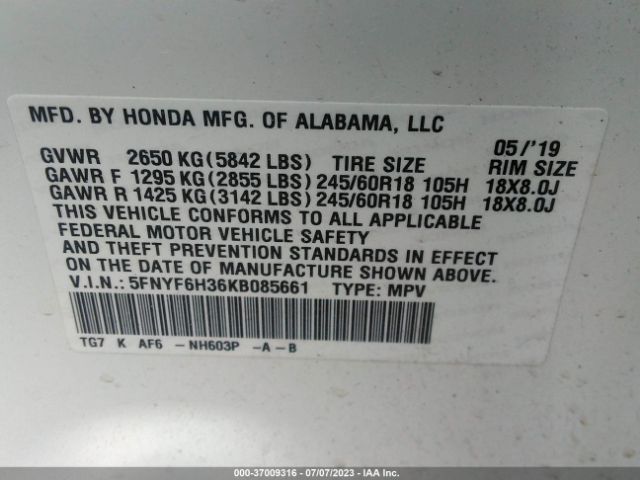 MFD. BY HONDA MFG. OF ALABAMA, LLC
05/'19
GVWR 2650 KG(5842 LBS) TIRE SIZE RIM SIZE
GAWR F 1295 KG(2855 LBS)245/60R18 105H 18X8.0J
GAWR R 1425 KG(3142 LBS)245/60R18 105H 18X8.0J
THIS VEHICLE CONFORMS TO ALL APPLICABLE
FEDERAL MOTOR VEHICLE SAFETY
AND THEFT PREVENTION STANDARDS IN EFFECT
ON THE DATE OF MANUFACTURE SHOWN ABOVE.
V.I.N.: 5FNYF6H36KB085661 TYPE: MPV
TG7 K AF6 -NH603P -A-B
000-37009316 | 07/07/2023 | IAA Inc.